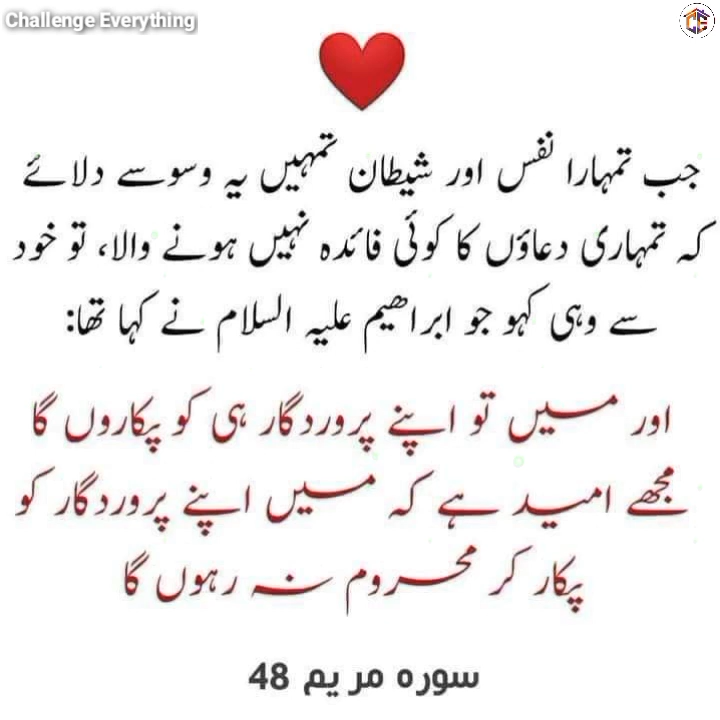 Challenge Everything
جب تمہارا نفس اور شیطان تمہیں یہ وسوسے دلائے
کہ تمہاری دعاؤں کا کوئی فائدہ نہیں ہونے والا، تو خود
سے وہی کہو جو ابراھیم علیہ السلام نے کہا تھا:
اور میں تو اپنے پروردگار ہی کو پکاروں گا
مجھے امید ہے کہ میں اپنے پروردگار کو
پکار کر محروم نہ رہوں گا
سورہ مریم 48